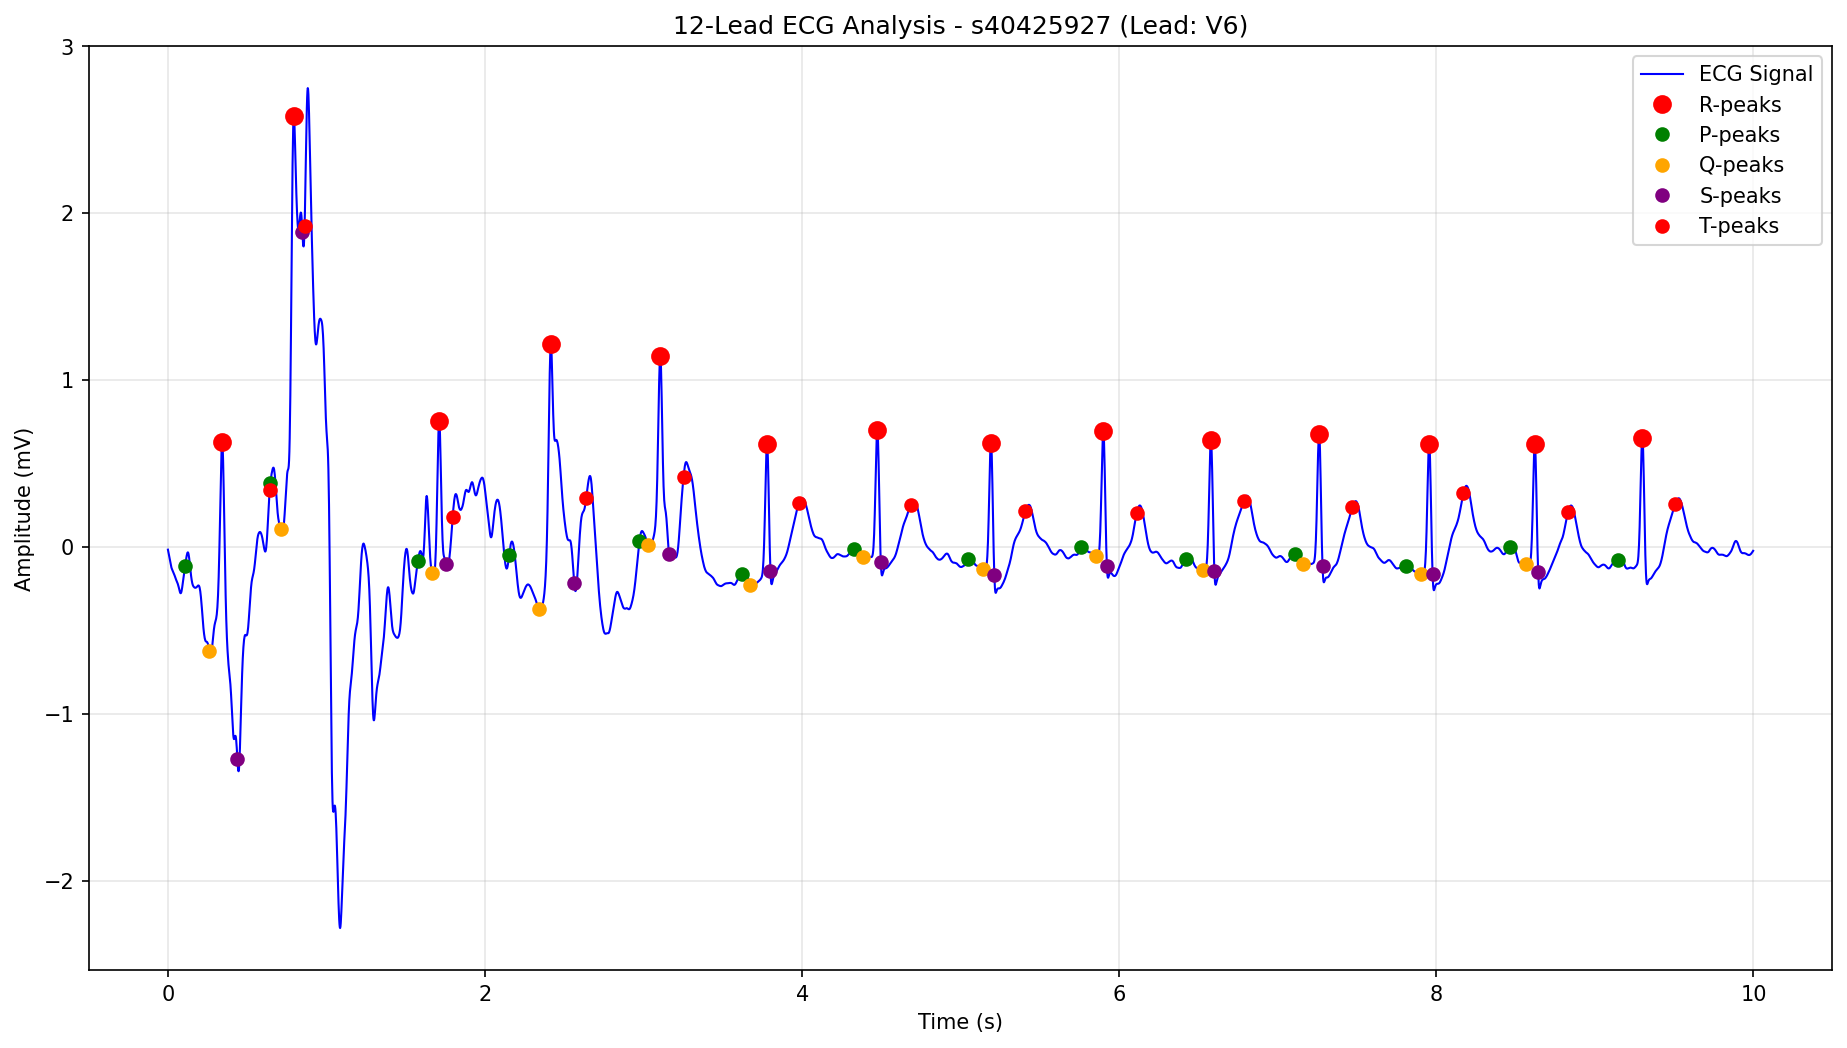 12-Lead ECG Analysis - s40425927 (Lead: V6)
ECG Signal
R-peaks
P-peaks
Q-peaks
S-peaks
T-peaks
Amplitude (mV)
3
2
1
0
−1
−2
0
2
4
6
8
10
Time (s)